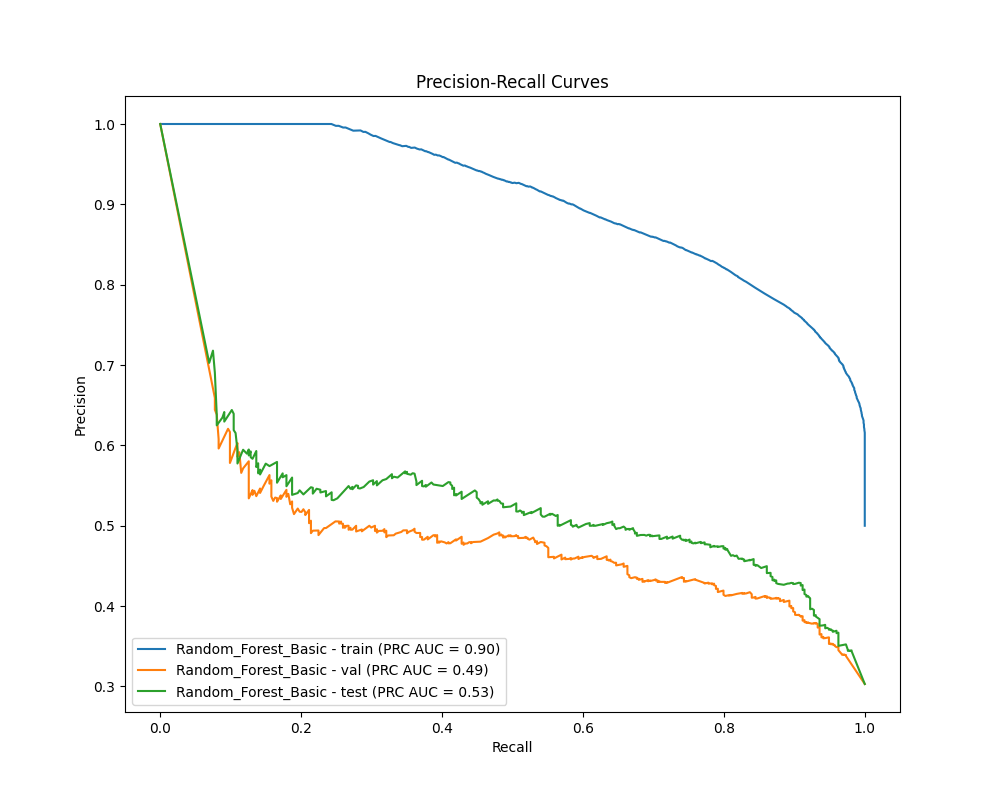 Precision-Recall Curves
Precision
1.0
0.9
0.8
0.7
0.6
0.5
0.4
0.3
Random_Forest_Basic - train (PRC AUC = 0.90)
Random_Forest_Basic - val (PRC AUC = 0.49)
Random_Forest_Basic - test (PRC AUC = 0.53)
0.0 0.2 0.4 0.6 0.8 1.0
Recall